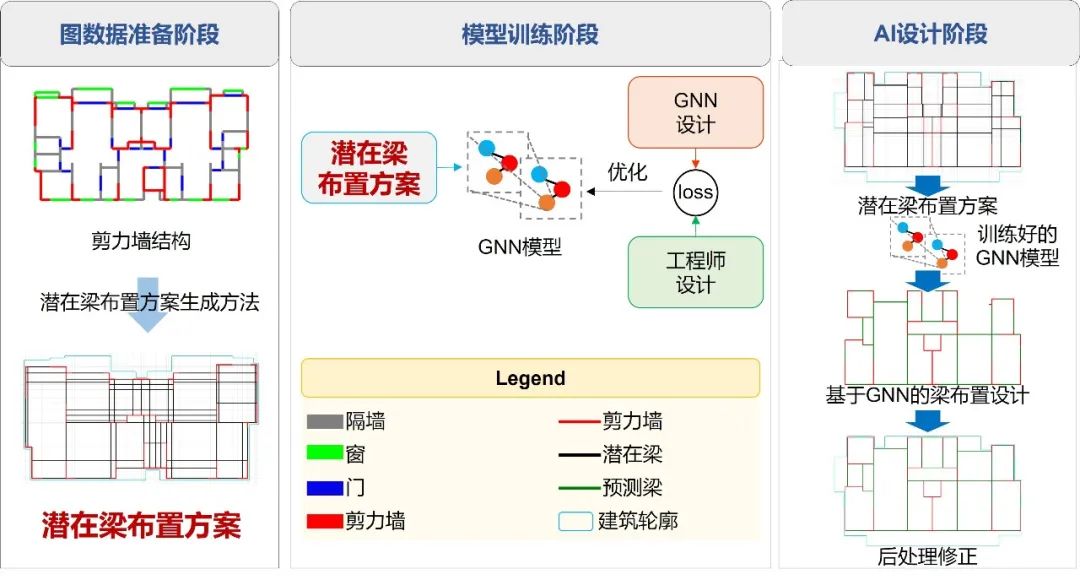 图数据准备阶段
剪力墙结构
潜在梁布置方案生成方法
潜在梁布置方案
模型训练阶段
潜在梁
布置方案
GNN模型
优化
GNN
设计
loss
工程师
设计
Legend
隔墙
窗
门
剪力墙
剪力墙
潜在梁
预测梁
建筑轮廓
AI设计阶段
潜在梁布置方案
训练好的
GNN模型
基于GNN的梁布置设计
后处理修正